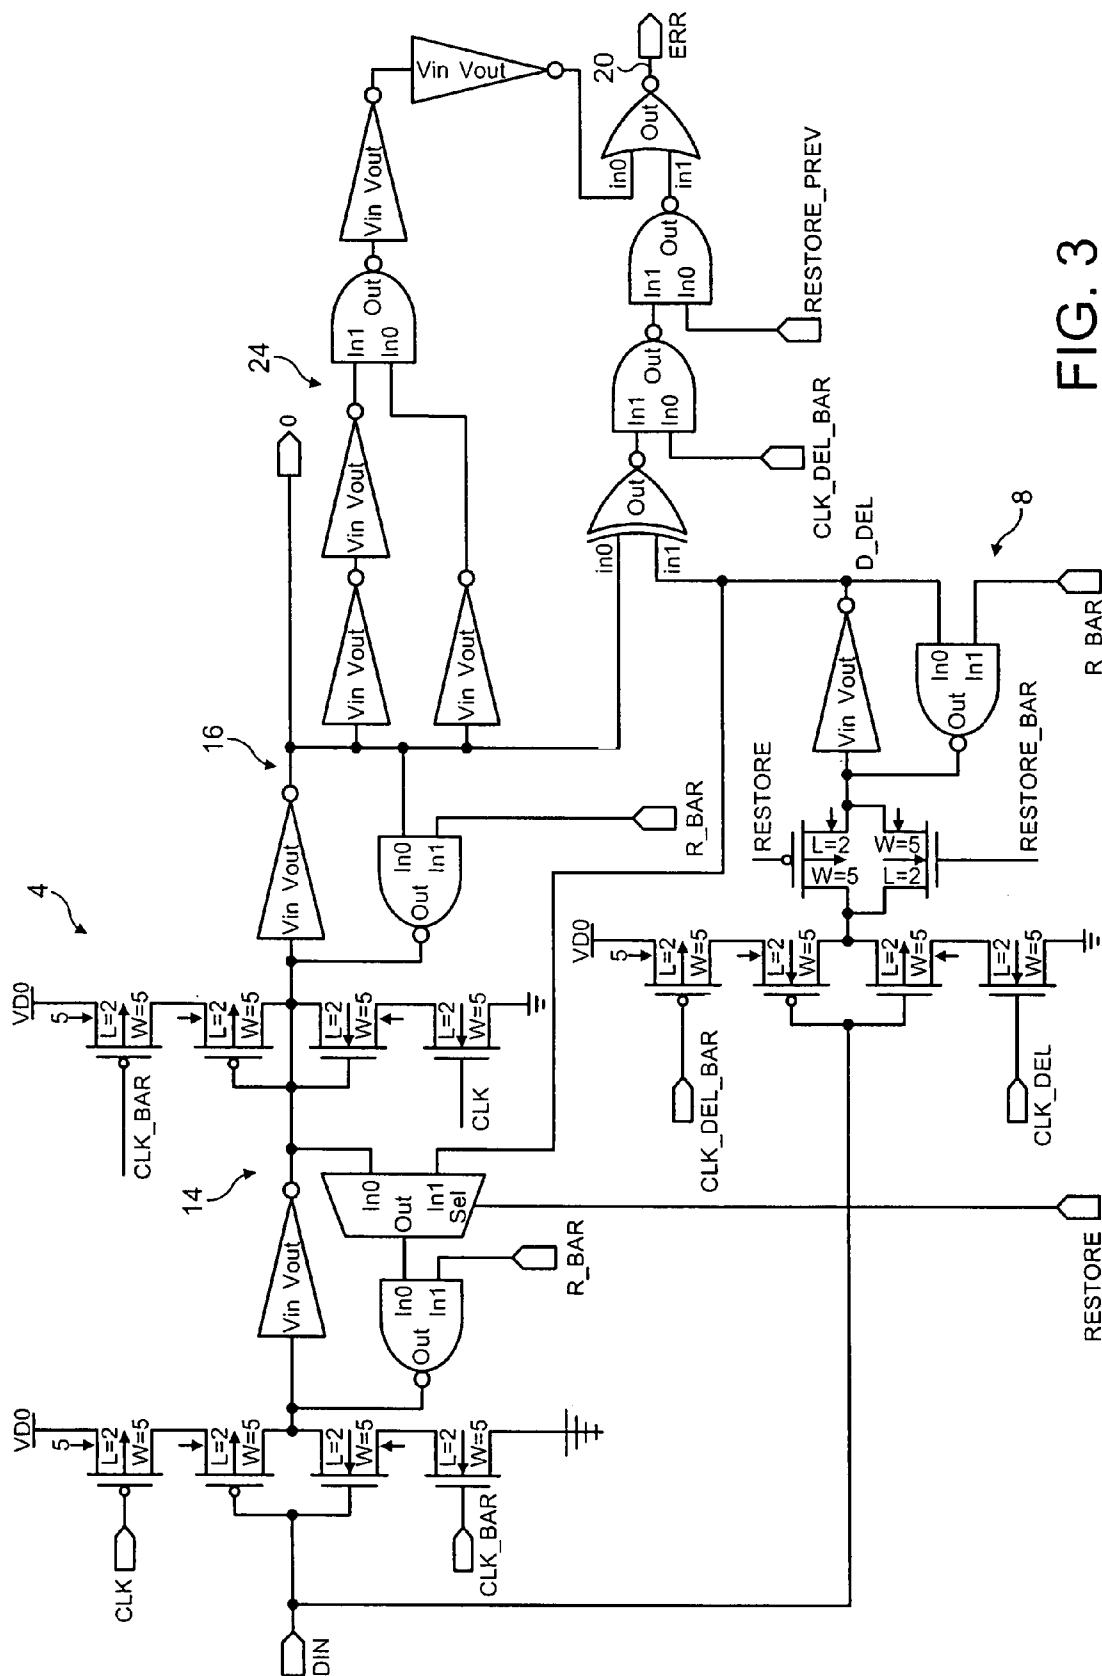 4
VD0
5
L=2
W=5
L=2
W=5
L=2
W=5
L=2
W=5
CLK
CLK_BAR
DIN
Vin Vout
14
In0
In1
Out
R_BAR
Out
In0
In1
Sel
RESTORE
VD0
5
L=2
W=5
L=2
W=5
L=2
W=5
L=2
W=5
CLK_BAR
CLK
Vin Vout
16
In0
In1
Out
R_BAR
0
Vin Vout
Vin Vout
Vin Vout
24
In1
In0
Out
Vin Vout
Vin Vout
in0
in1
Out
20
ERR
in0
in1
Out
In1
In0
Out
CLK_DEL_BAR
In1
In0
Out
RESTORE_PREV
VD0
5
L=2
W=5
L=2
W=5
L=2
W=5
L=2
W=5
CLK_DEL_BAR
CLK_DEL
RESTORE
L=2
W=5
W=5
L=2
RESTORE_BAR
Vin Vout
D_DEL
In0
In1
Out
R_BAR
8
FIG. 3